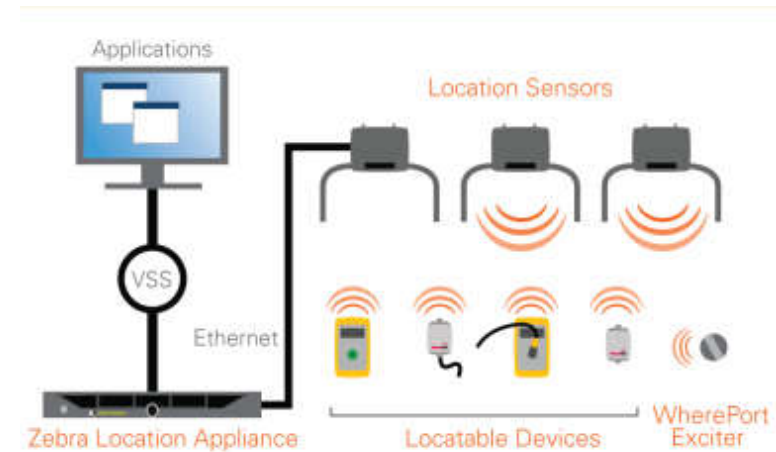 Applications
Location Sensors
VSS
Ethernet
Zebra Location Appliance
Locatable Devices
WherePort
Exciter